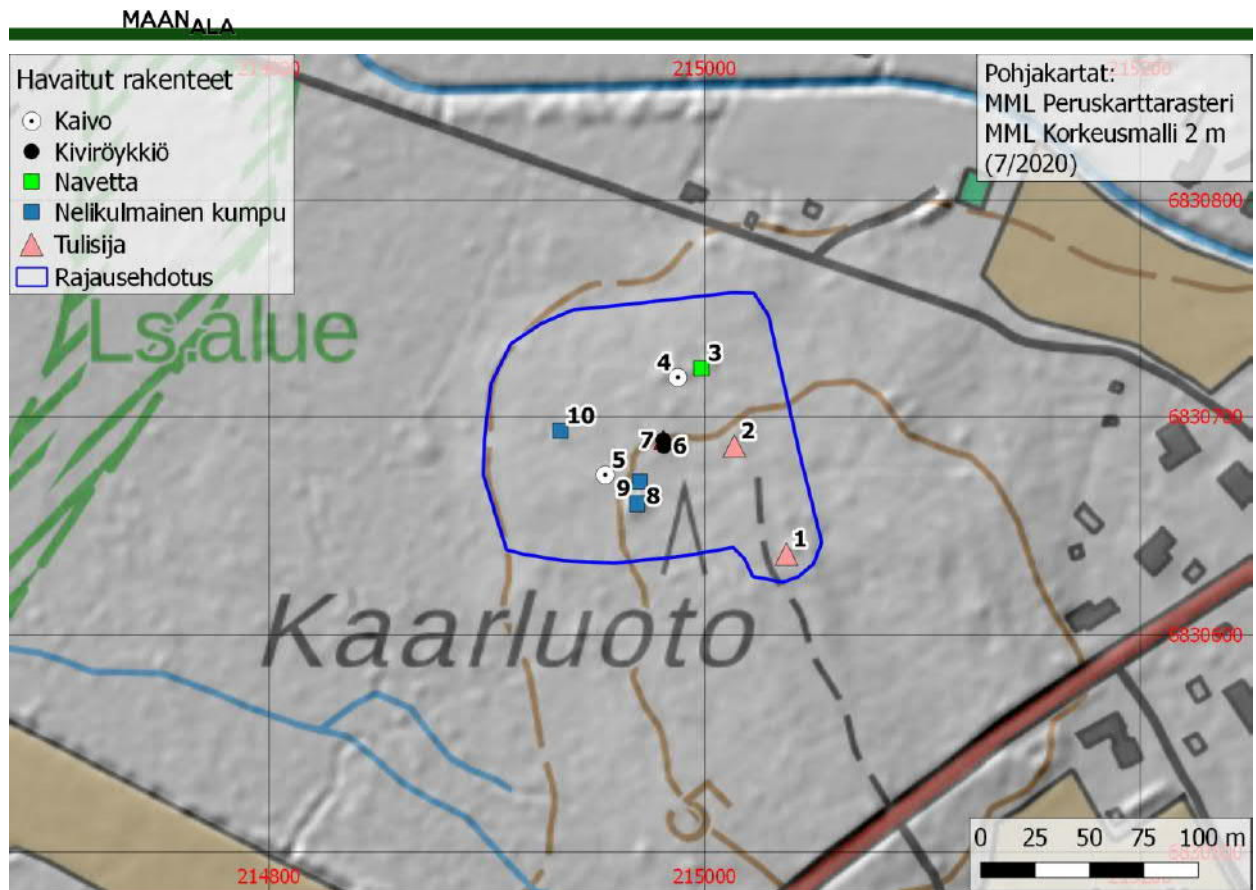 MAANALA
214800
215000
215200
Havaitut rakenteet
Kaivo
Kiviröykkiö
Navetta
Nelikulmainen kumpu
Tulisija
Rajausehdotus
Pohjakartat:
MML Peruskarttarasteri
MML Korkeusmalli 2 m
(7/2020)
6830800
Ls.alue
4
3
10
7
6
2
6830700
5
9
8
1
Kaarluoto
6830600
5
0 25 50 75 100 m
214800
215000